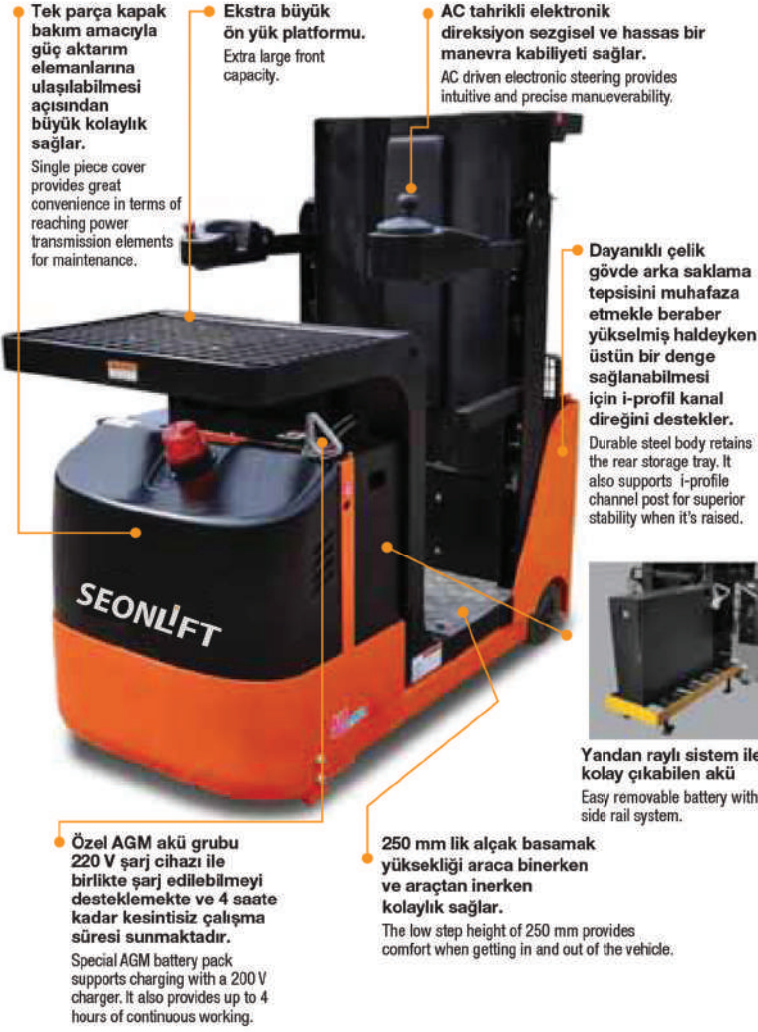 Tek parça kapak
bakım amacıyla
güç aktarım
elemanlarına
ulaşılabilmesi
açısından
büyük kolaylık
sağlar.
Single piece cover
provides great
convenience in terms of
reaching power
transmission elements
for maintenance.
Ekstra büyük
ön yük platformu.
Extra large front
capacity.
AC tahrikli elektronik
direksiyon sezgisel ve hassas bir
manevra kabiliyeti sağlar.
AC driven electronic steering provides
intuitive and precise manueverability.
Dayanıklı çelik
gövde arka saklama
tepsisini muhafaza
etmekle beraber
yükselmiş haldeyken
üstün bir denge
sağlanabilmesi
için i-profil kanal
direğini destekler.
Durable steel body retains
the rear storage tray. It
also supports i-profile
channel post for superior
stability when it's raised.
SEONLIFT
Yandan raylı sistem ile
kolay çıkabilen akü
Easy removable battery with
side rail system.
Özel AGM akü grubu
220 V şarj cihazı ile
birlikte şarj edilebilmeyi
desteklemekte ve 4 saate
kadar kesintisiz çalışma
süresi sunmaktadır.
Special AGM battery pack
supports charging with a 200 V
charger. It also provides up to 4
hours of continuous working.
250 mm lik alçak basamak
yüksekliği araca binerken
ve araçtan inerken
kolaylık sağlar.
The low step height of 250 mm provides
comfort when getting in and out of the vehicle.